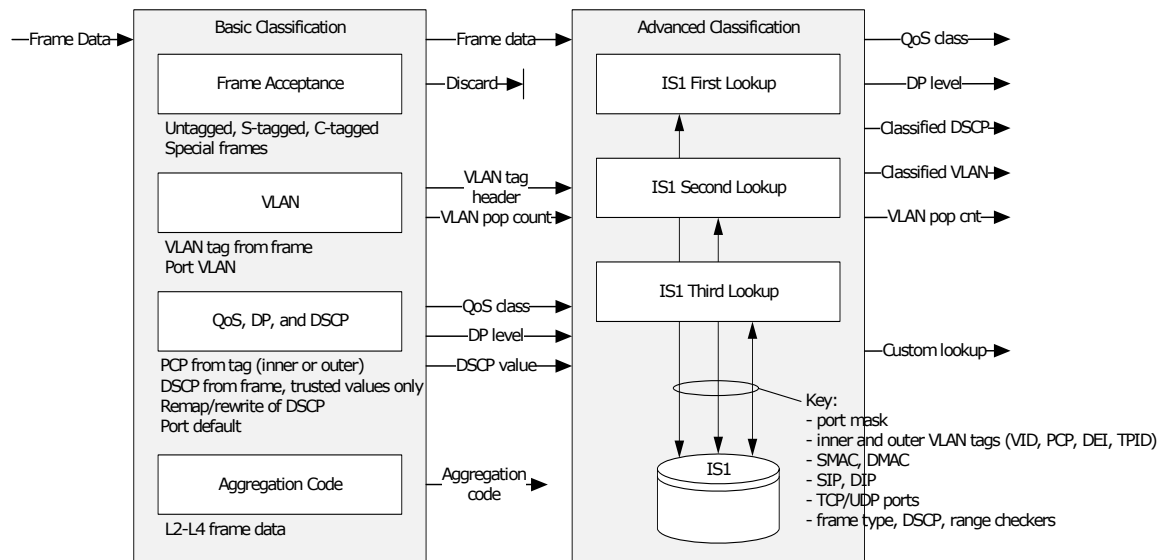 Frame Data
Basic Classification
Frame Acceptance
Untagged, S-tagged, C-tagged
Special frames
VLAN
VLAN tag from frame
Port VLAN
QoS, DP, and DSCP
PCP from tag (inner or outer)
DSCP from frame, trusted values only
Remap/rewrite of DSCP
Port default
Aggregation Code
L2-L4 frame data
Frame data
Discard
VLAN tag
header
VLAN pop count
QoS class
DP level
DSCP value
Aggregation
code
Advanced Classification
IS1 First Lookup
IS1 Second Lookup
IS1 Third Lookup
IS1
QoS class
DP level
Classified DSCP
Classified VLAN
VLAN pop cnt
Custom lookup
Key:
- port mask
- inner and outer VLAN tags (VID, PCP, DEI, TPID)
- SMAC, DMAC
- SIP, DIP
- TCP/UDP ports
- frame type, DSCP, range checkers